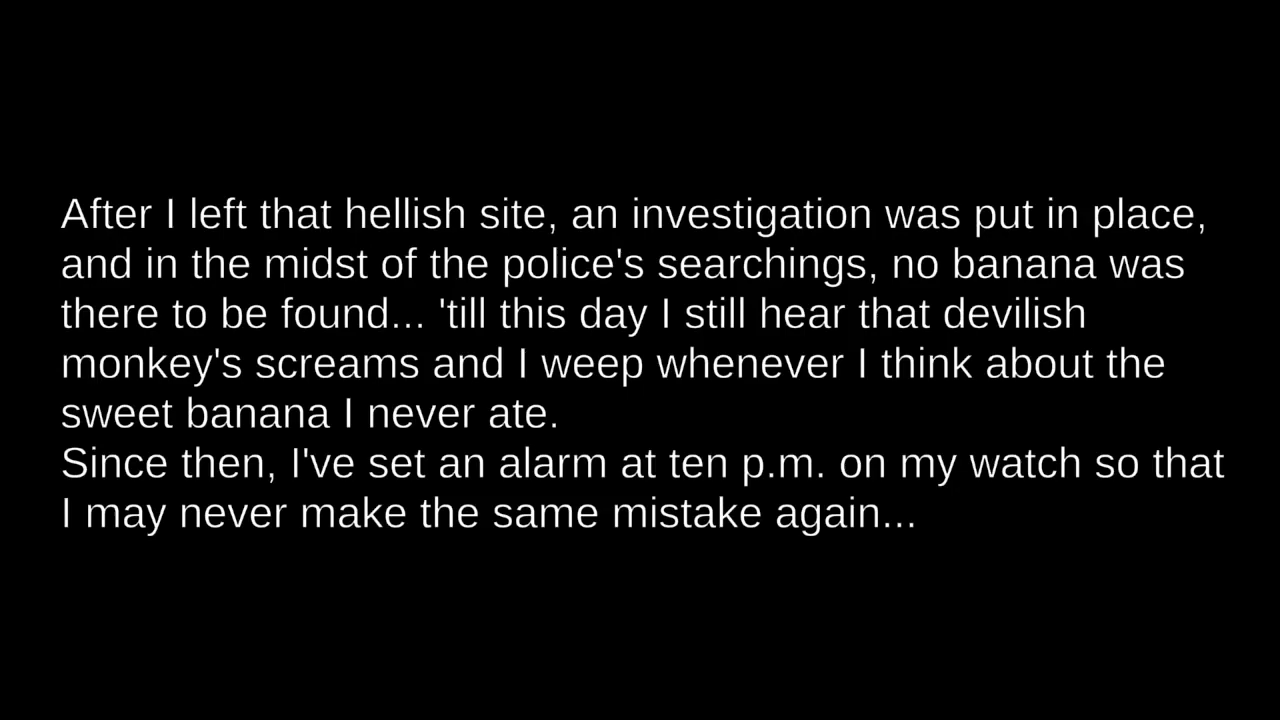 After I left that hellish site, an investigation was put in place,
and in the midst of the police's searchings, no banana was
there to be found... 'till this day I still hear that devilish
monkey's screams and I weep whenever I think about the
sweet banana I never ate.
Since then, I've set an alarm at ten p.m. on my watch so that
I may never make the same mistake again...